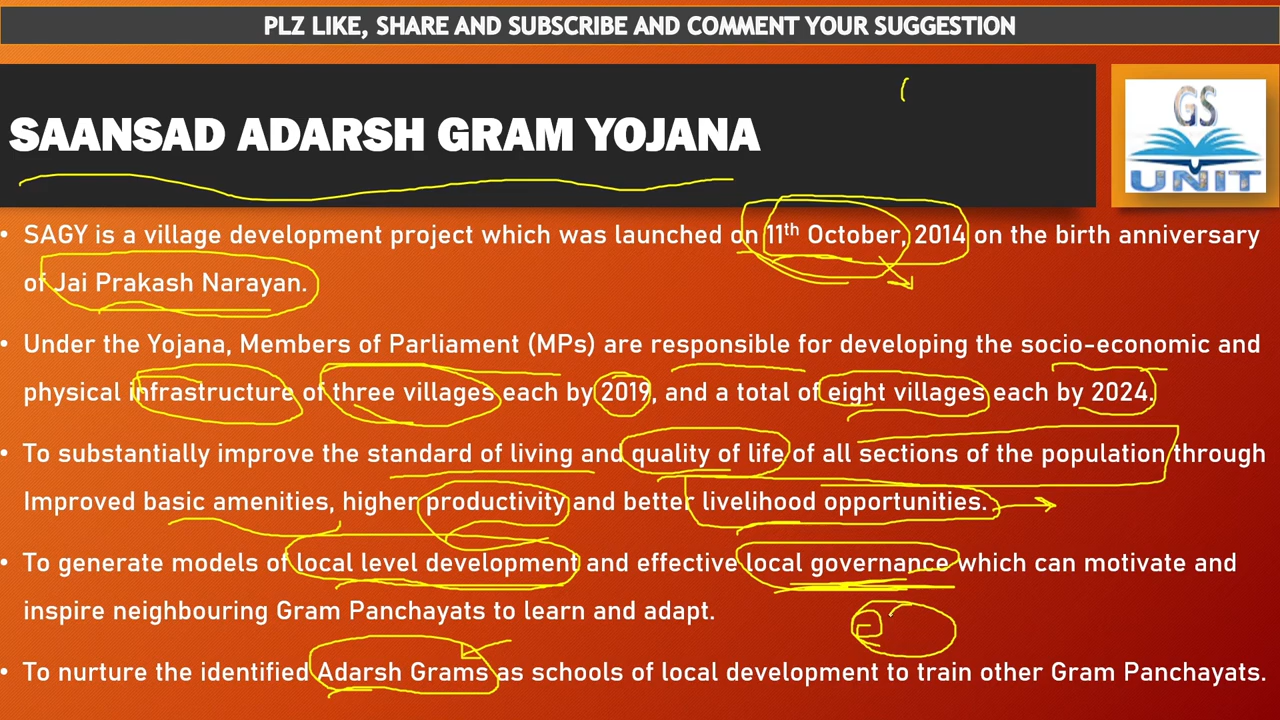 PLZ LIKE, SHARE AND SUBSCRIBE AND COMMENT YOUR SUGGESTION
SAANSAD ADARSH GRAM YOJANA
GS
UNIT
• SAGY is a village development project which was launched on 11th October, 2014 on the birth anniversary
of Jai Prakash Narayan.
• Under the Yojana, Members of Parliament (MPs) are responsible for developing the socio-economic and
physical infrastructure of three villages each by 2019, and a total of eight villages each by 2024.
• To substantially improve the standard of living and quality of life of all sections of the population through
Improved basic amenities, higher productivity and better livelihood opportunities.
• To generate models of local level development and effective local governance which can motivate and
inspire neighbouring Gram Panchayats to learn and adapt.
• To nurture the identified Adarsh Grams as schools of local development to train other Gram Panchayats.